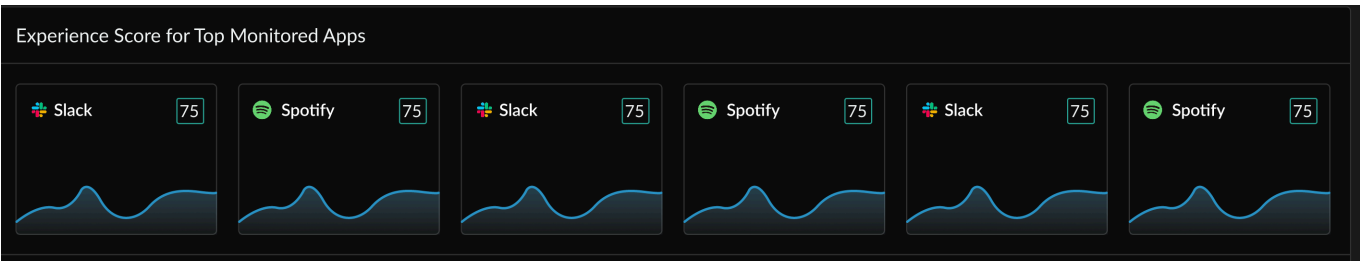 Experience Score for Top Monitored Apps
Slack 75 Spotify 75 Slack 75 Spotify 75 Slack 75 Spotify 75